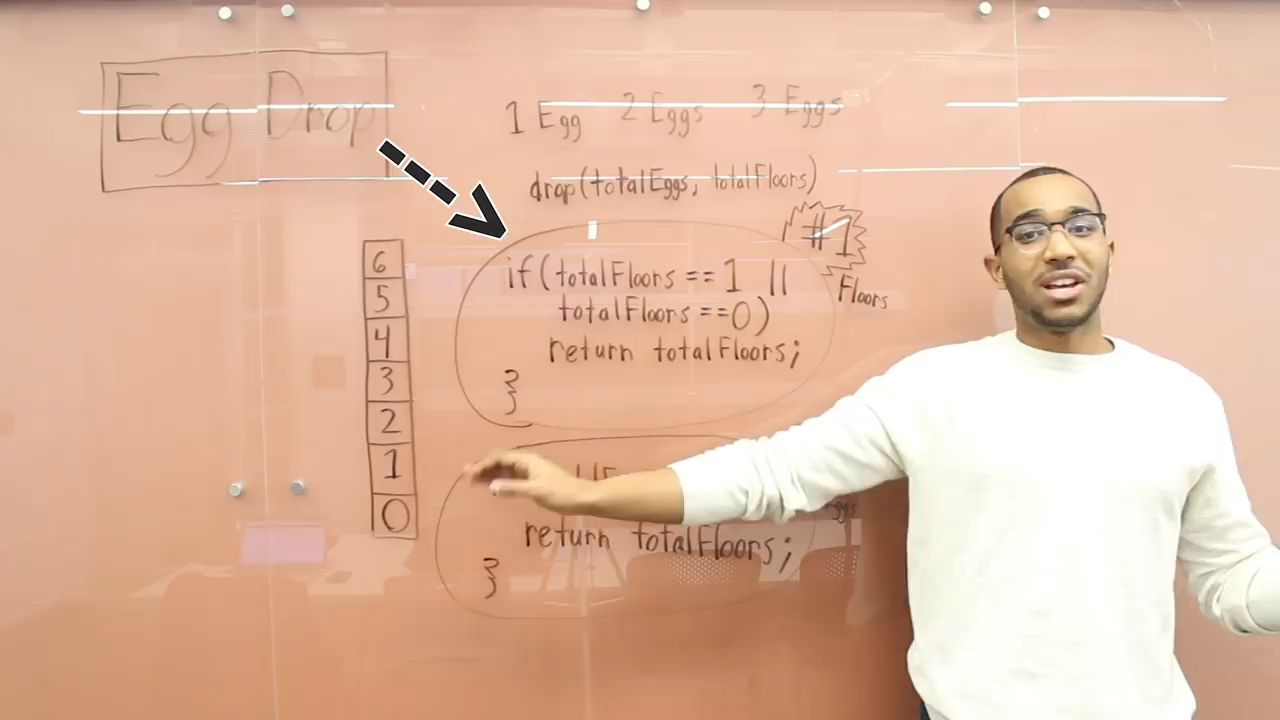 Egg Drop
1 Egg 2 Eggs 3 Eggs
drop(totalEggs, totalFloors)
#1
Floors
if(totalFloors == 1 ||
totalFloors ==0)
return totalFloors;
}
6
5
4
3
2
1
0
return totalFloors;
}